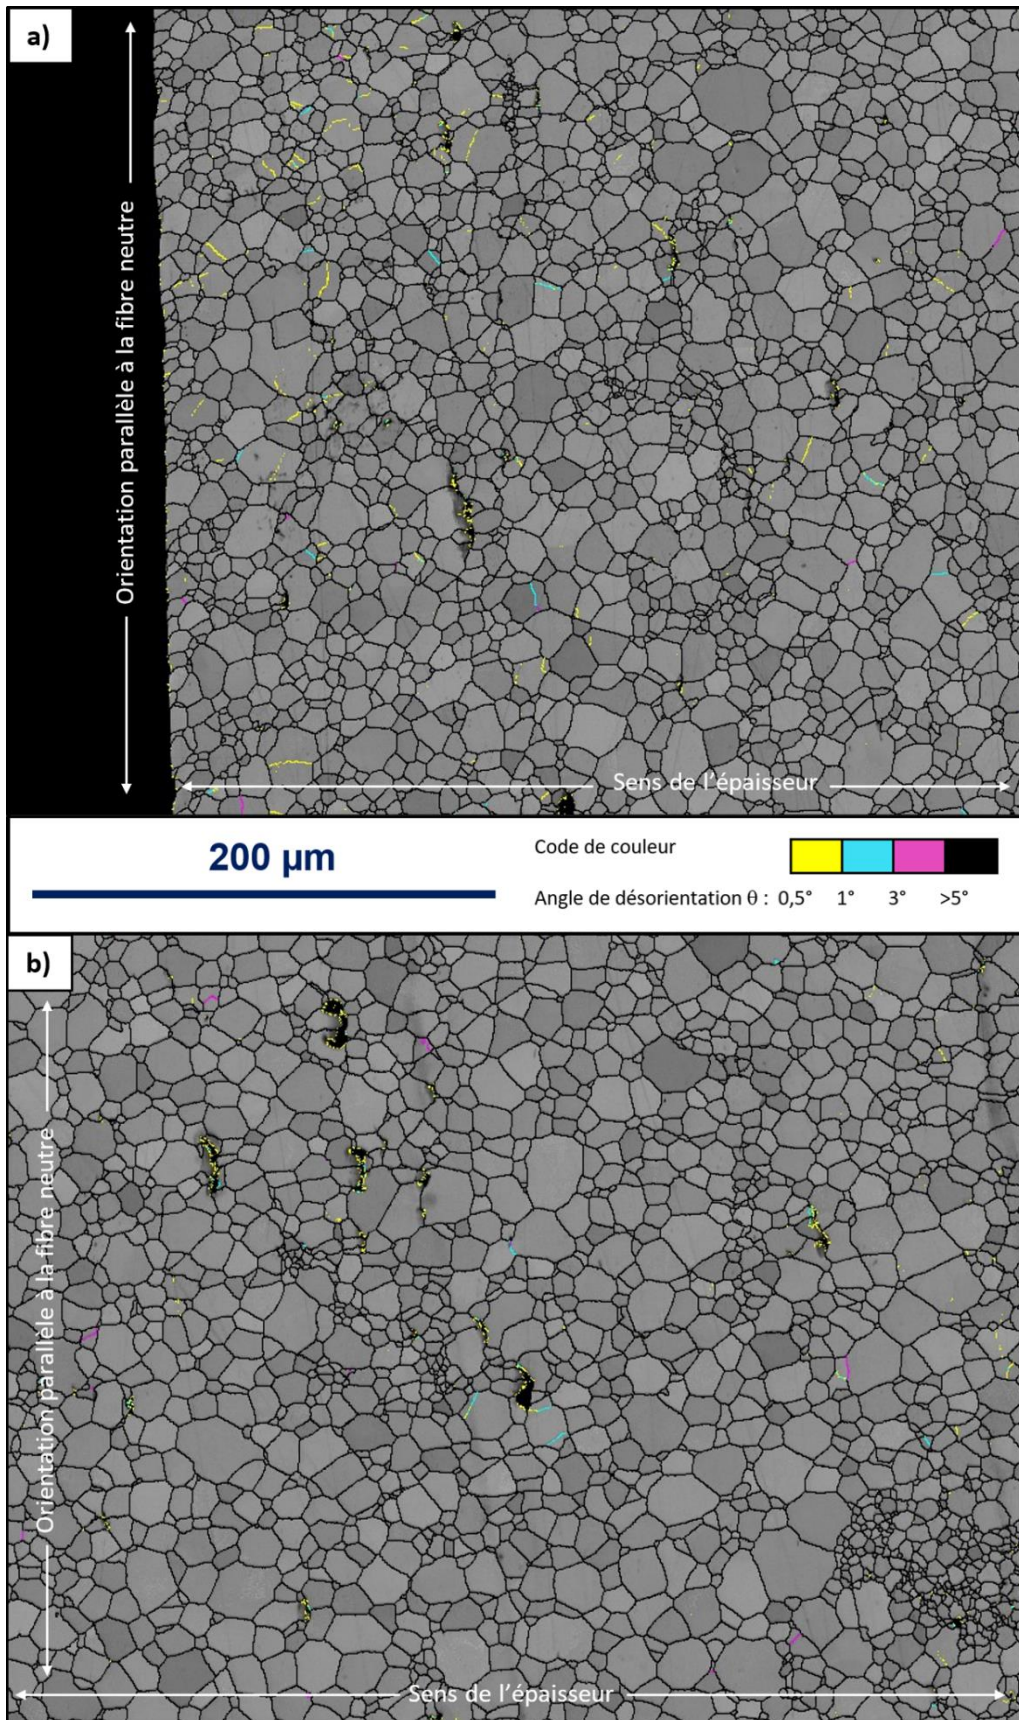 a)
Orientation parallèle à la fibre neutre
Sens de l'épaisseur
200 µm
Code de couleur
Angle de désorientation θ : 0,5° 1° 3° >5°
b)
Orientation parallèle à la fibre neutre
Sens de l'épaisseur